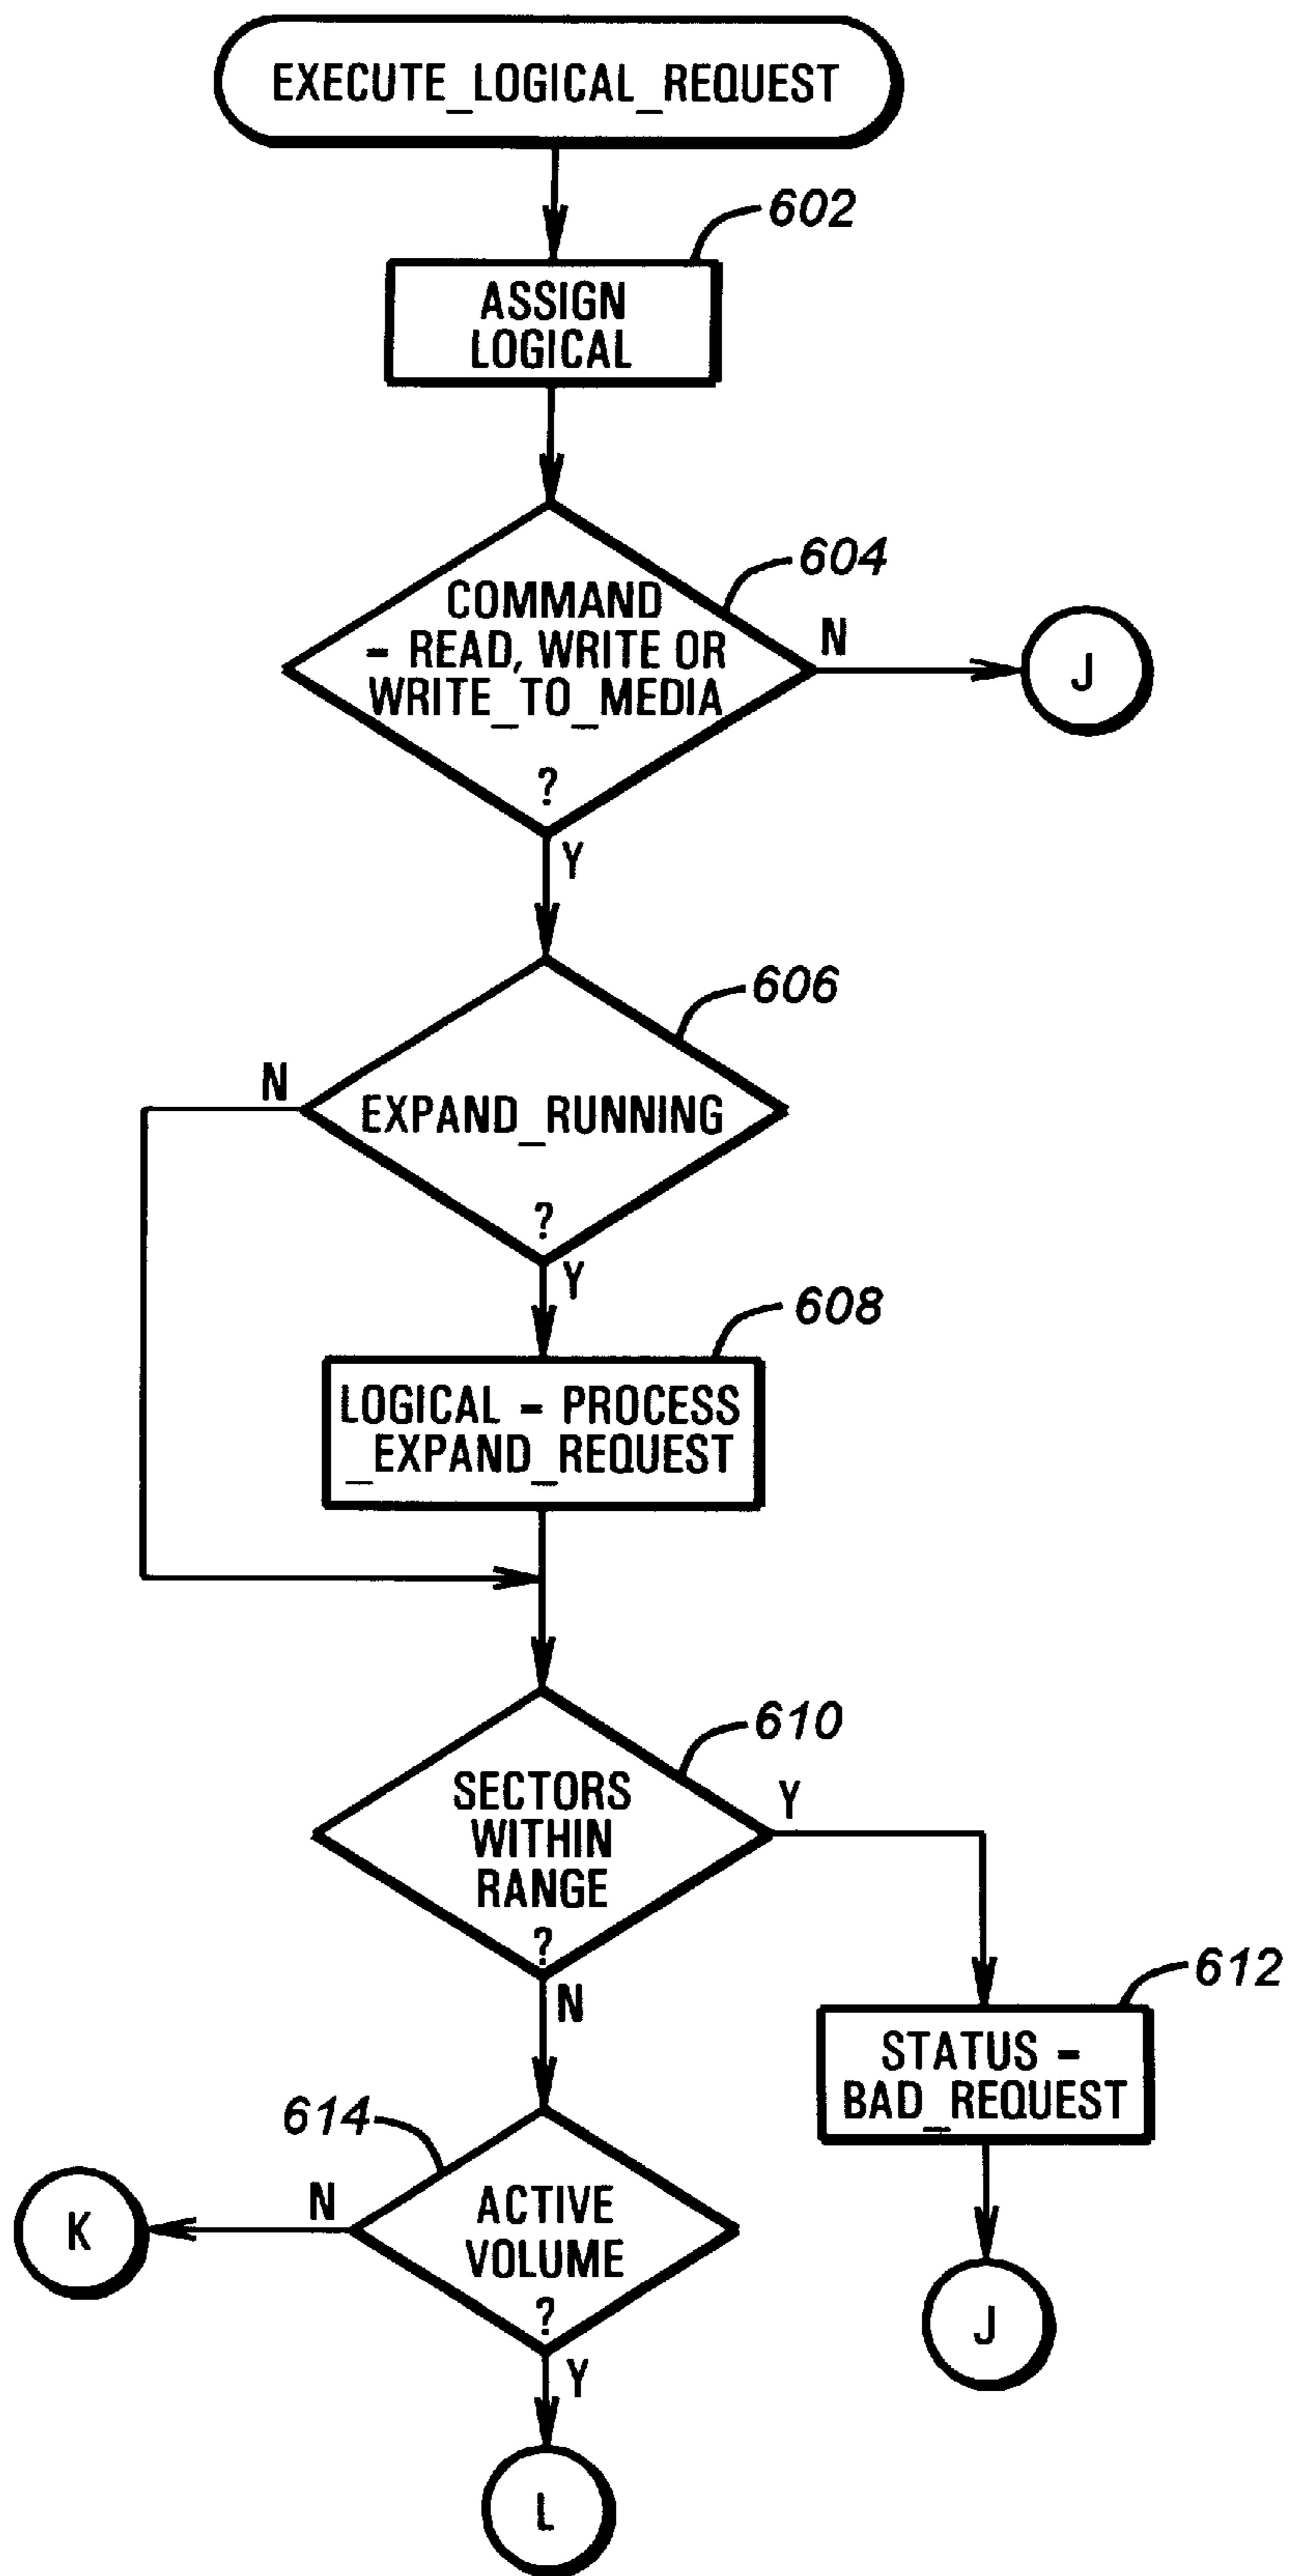 EXECUTE_LOGICAL_REQUEST
602
ASSIGN
LOGICAL
604
COMMAND
= READ, WRITE OR
WRITE_TO_MEDIA
?
N
J
Y
606
N
EXPAND_RUNNING
?
Y
608
LOGICAL = PROCESS
_EXPAND_REQUEST
610
SECTORS
WITHIN
RANGE
?
Y
N
612
STATUS =
BAD_REQUEST
614
N
K
ACTIVE
VOLUME
?
Y
J
L